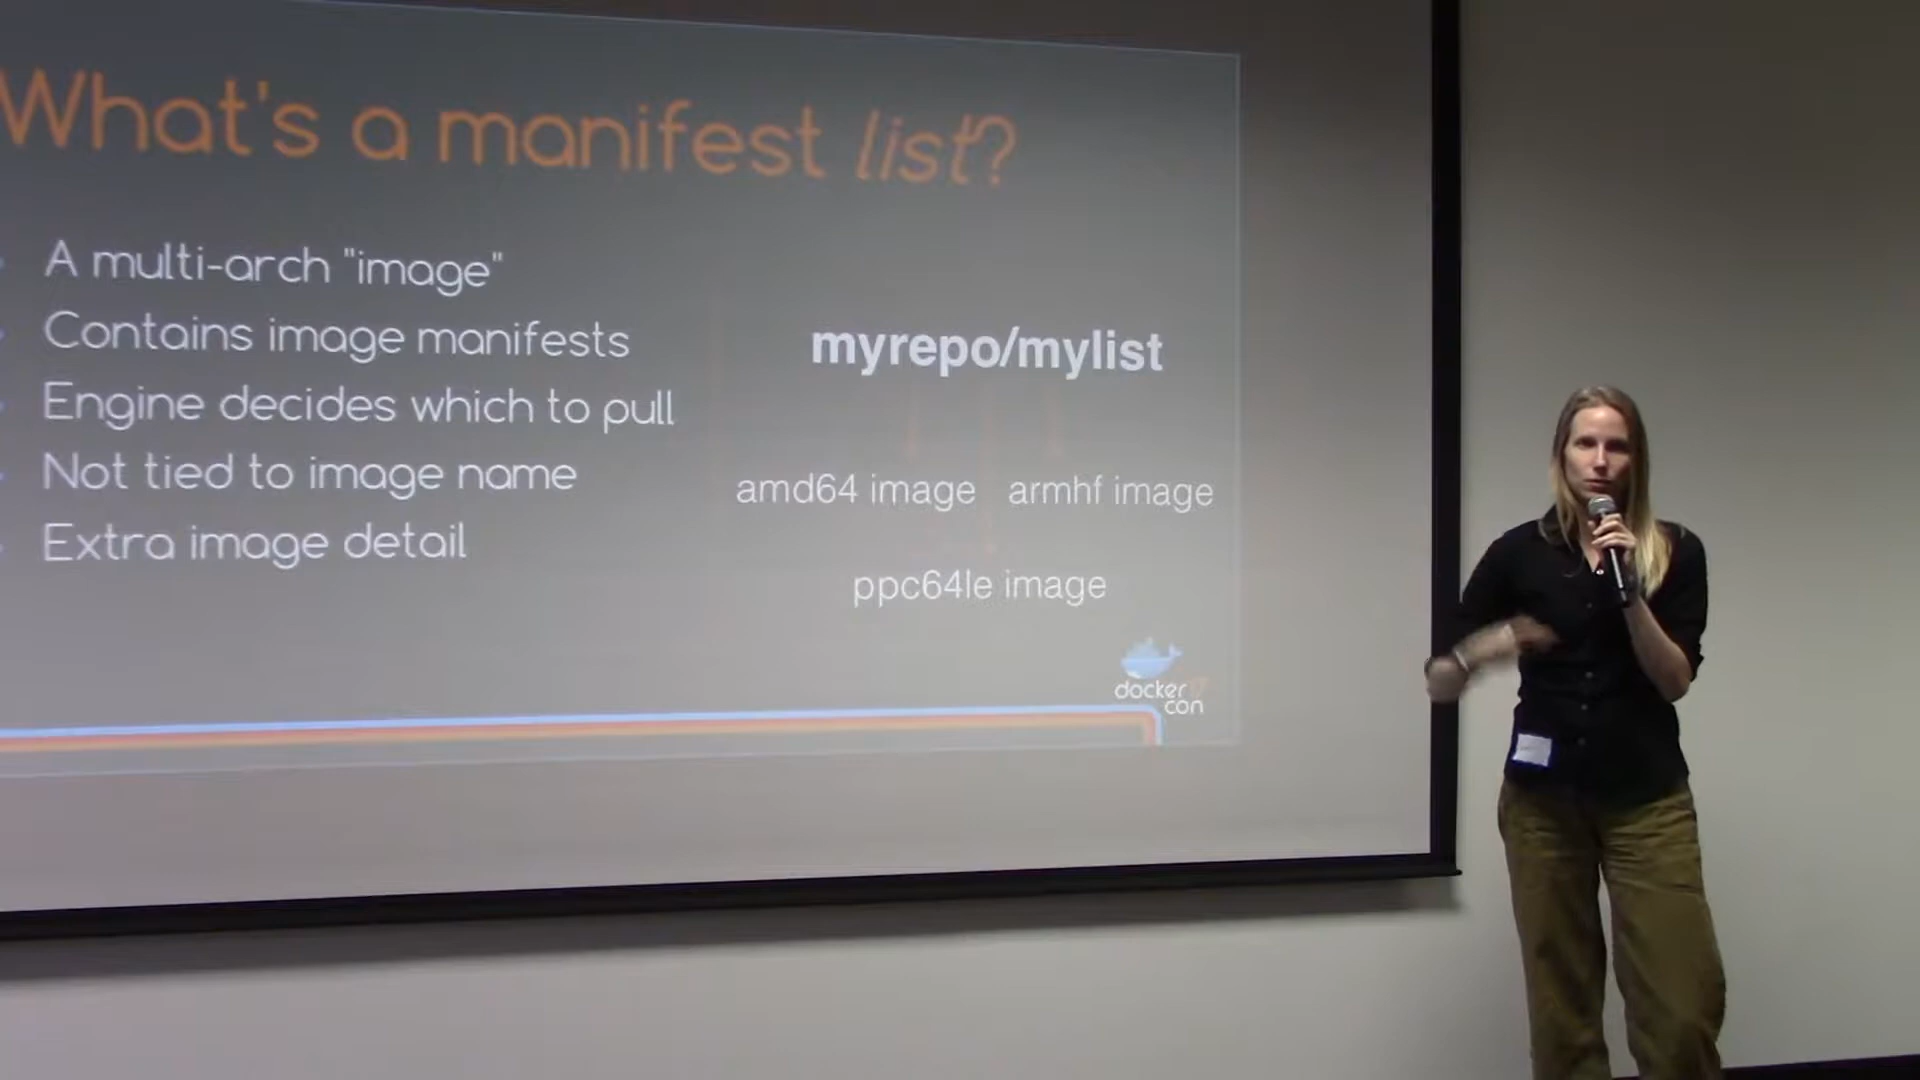 What's a manifest list?
A multi-arch "image"
Contains image manifests
Engine decides which to pull
Not tied to image name
Extra image detail
myrepo/mylist
amd64 image armhf image
ppc64le image
docker 17
con